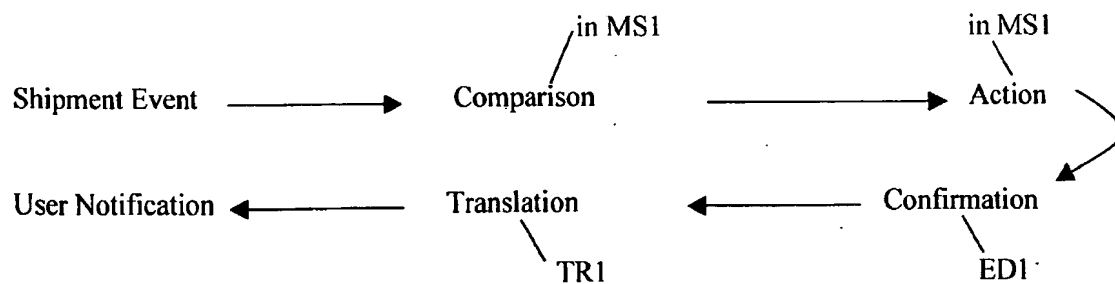 in MS1 in MS1
Shipment Event Comparison Action
User Notification Translation Confirmation
TR1 ED1